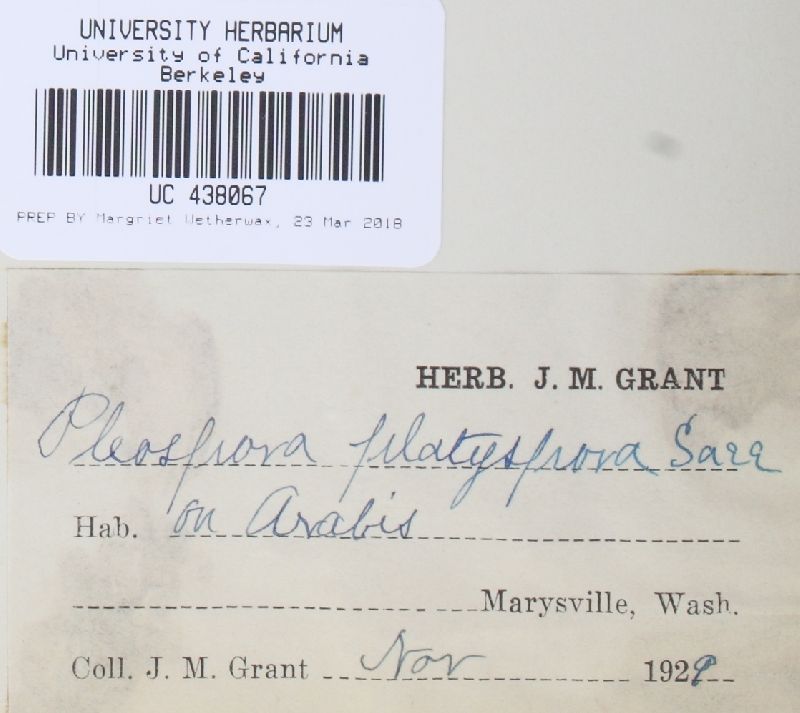 UNIVERSITY HERBARIUM
University of California
Berkeley
UC 438067
PREP BY Margriet Wetherwax, 23 Mar 2018
HERB. J. M. GRANT
Pleospora platyspora Sacc
Hab. on Arabis
Marysville, Wash.
Coll. J. M. Grant Nov 1929